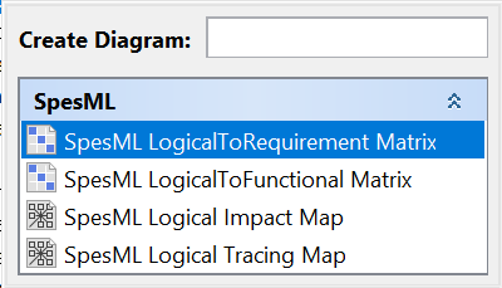 Create Diagram:
SpesML
SpesML LogicalToRequirement Matrix
SpesML LogicalToFunctional Matrix
SpesML Logical Impact Map
SpesML Logical Tracing Map